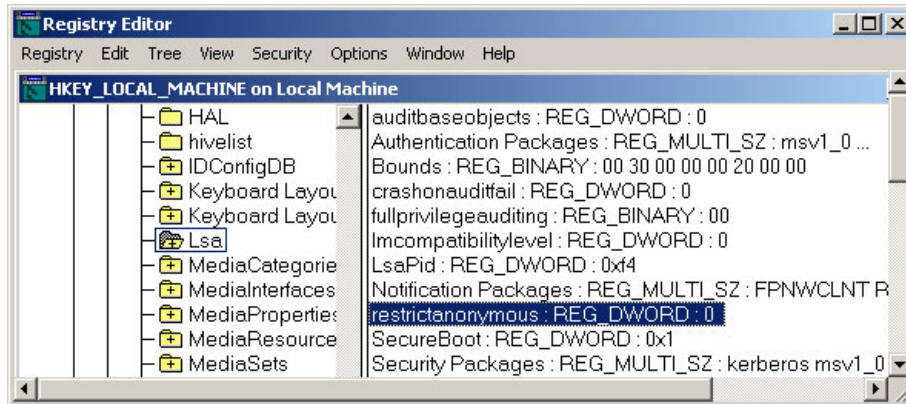 Registry Editor
Registry Edit Tree View Security Options Window Help
HKEY_LOCAL_MACHINE on Local Machine
HAL
hivelist
IDConfigDB
Keyboard Layou
Keyboard Layou
Lsa
MediaCategorie
MediaInterfaces
MediaProperties
MediaResource
MediaSets
auditbaseobjects : REG_DWORD : 0
Authentication Packages : REG_MULTI_SZ : msv1_0 ...
Bounds : REG_BINARY : 00 30 00 00 00 20 00 00
crashonauditfail : REG_DWORD : 0
fullprivilegeauditing : REG_BINARY : 00
lmcompatibilitylevel : REG_DWORD : 0
LsaPid : REG_DWORD : 0xf4
Notification Packages : REG_MULTI_SZ : FPNWCLNT R
restrictanonymous : REG_DWORD : 0
SecureBoot : REG_DWORD : 0x1
Security Packages : REG_MULTI_SZ : kerberos msv1_0